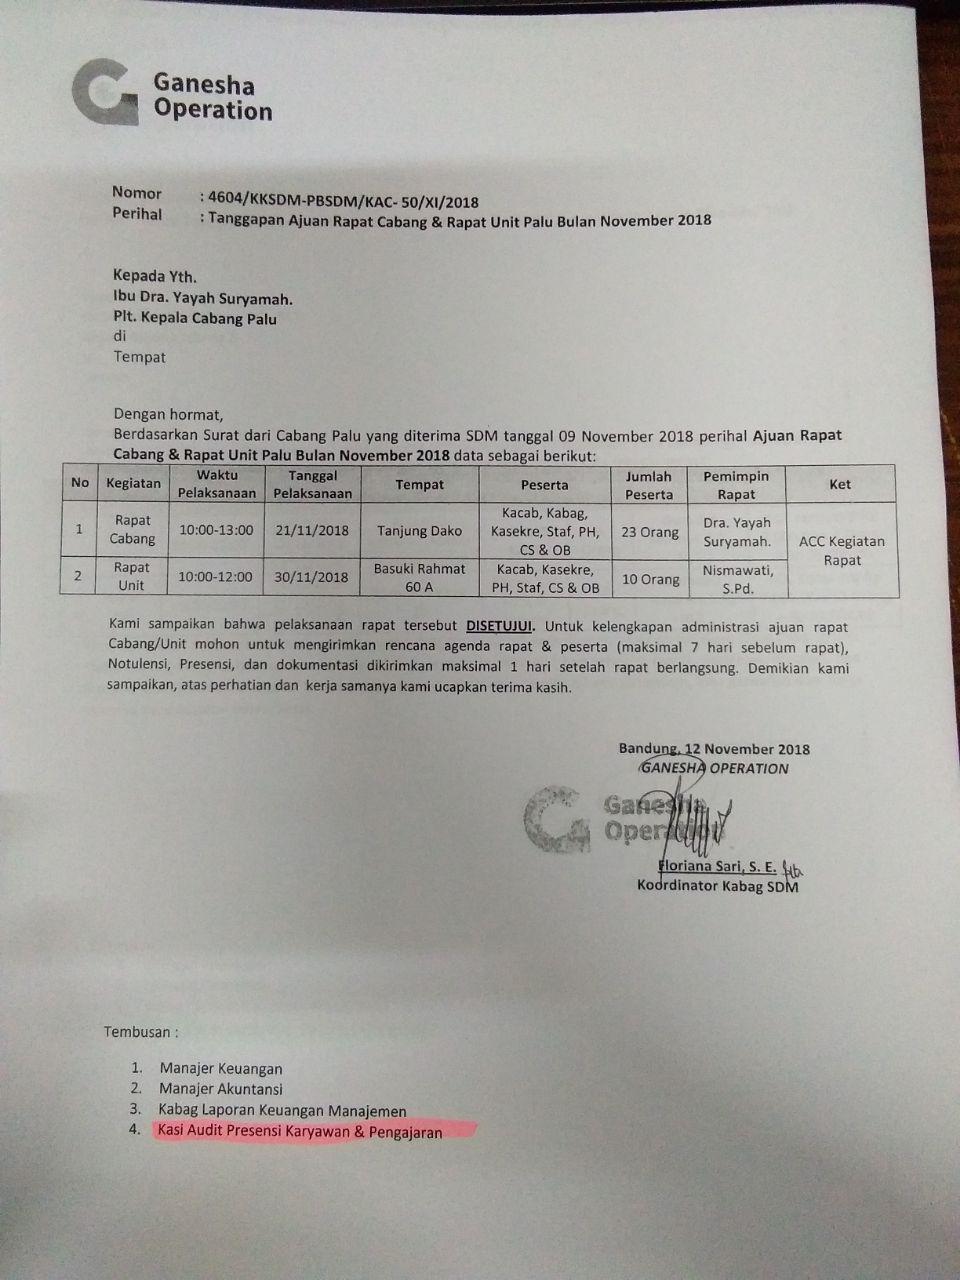 Ganesha
Operation
Nomor : 4604/KKSDM-PBSDM/KAC- 50/XI/2018
Perihal : Tanggapan Ajuan Rapat Cabang & Rapat Unit Palu Bulan November 2018
Kepada Yth.
Ibu Dra. Yayah Suryamah.
Plt. Kepala Cabang Palu
di
Tempat
Dengan hormat,
Berdasarkan Surat dari Cabang Palu yang diterima SDM tanggal 09 November 2018 perihal Ajuan Rapat
Cabang & Rapat Unit Palu Bulan November 2018 data sebagai berikut:
No Kegiatan Waktu Pelaksanaan Tanggal Pelaksanaan Tempat Peserta Jumlah Peserta Pemimpin Rapat Ket
1 Rapat Cabang 10:00-13:00 21/11/2018 Tanjung Dako Kacab, Kabag, Kasekre, Staf, PH, CS & OB 23 Orang Dra. Yayah Suryamah. ACC Kegiatan Rapat
2 Rapat Unit 10:00-12:00 30/11/2018 Basuki Rahmat 60 A Kacab, Kasekre, PH, Staf, CS & OB 10 Orang Nismawati, S.Pd.
Kami sampaikan bahwa pelaksanaan rapat tersebut DISETUJUI. Untuk kelengkapan administrasi ajuan rapat
Cabang/Unit mohon untuk mengirimkan rencana agenda rapat & peserta (maksimal 7 hari sebelum rapat),
Notulensi, Presensi, dan dokumentasi dikirimkan maksimal 1 hari setelah rapat berlangsung. Demikian kami
sampaikan, atas perhatian dan kerja samanya kami ucapkan terima kasih.
Bandung, 12 November 2018
GANESHA OPERATION
Ganesha
Operation
Floriana Sari, S. E.
Koordinator Kabag SDM
Tembusan :
1. Manajer Keuangan
2. Manajer Akuntansi
3. Kabag Laporan Keuangan Manajemen
4. Kasi Audit Presensi Karyawan & Pengajaran